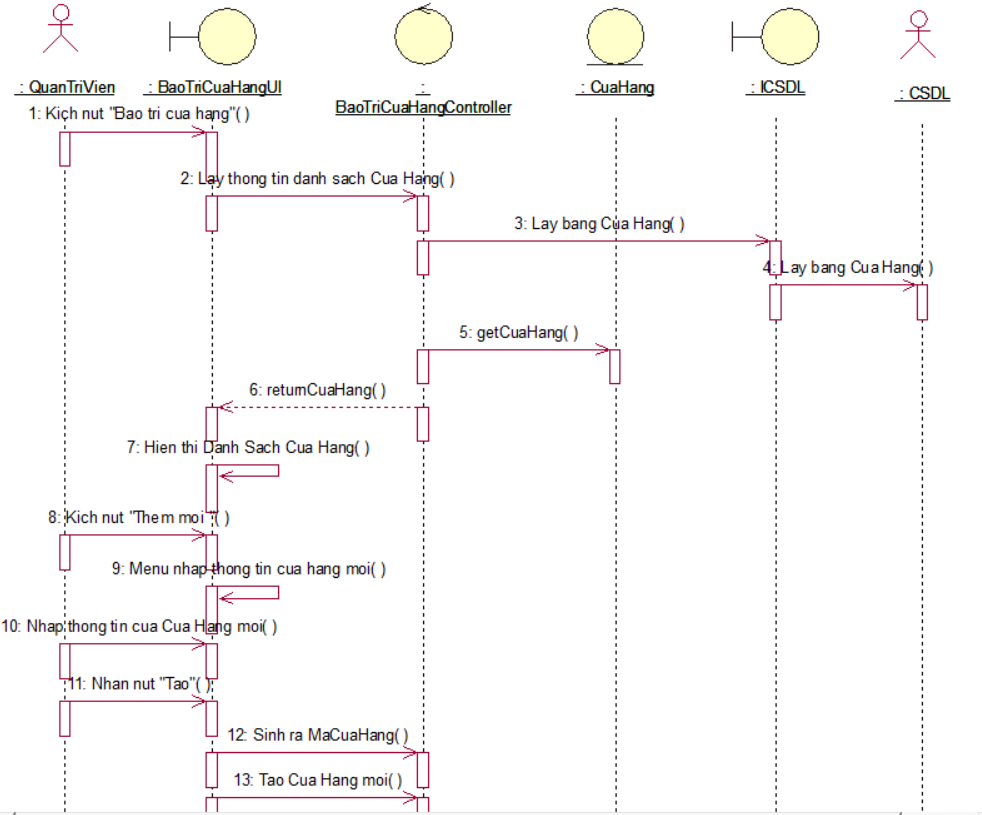 : QuanTriVien
: BaoTriCuaHangUI
:
BaoTriCuaHangController
: CuaHang
: ICSDL
: CSDL
1: Kich nut "Bao tri cua hang"( )
2: Lay thong tin danh sach Cua Hang( )
3: Lay bang Cua Hang( )
4: Lay bang Cua Hang( )
5: getCuaHang( )
6: returnCuaHang( )
7: Hien thi Danh Sach Cua Hang( )
8: Kich nut "Them moi "( )
9: Menu nhap thong tin cua hang moi( )
10: Nhap thong tin cua Cua Hang moi( )
11: Nhan nut "Tao"( )
12: Sinh ra MaCuaHang( )
13: Tao Cua Hang moi( )